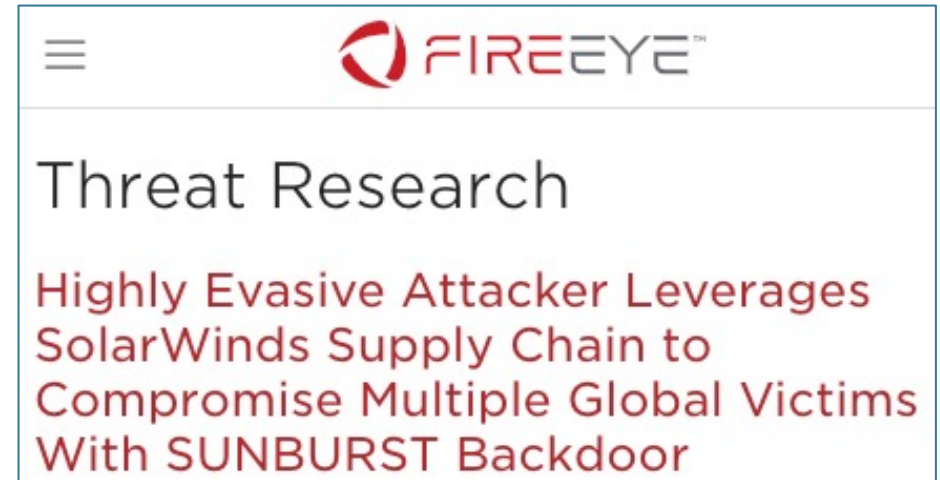 FIREEYE™
Threat Research
Highly Evasive Attacker Leverages
SolarWinds Supply Chain to
Compromise Multiple Global Victims
With SUNBURST Backdoor